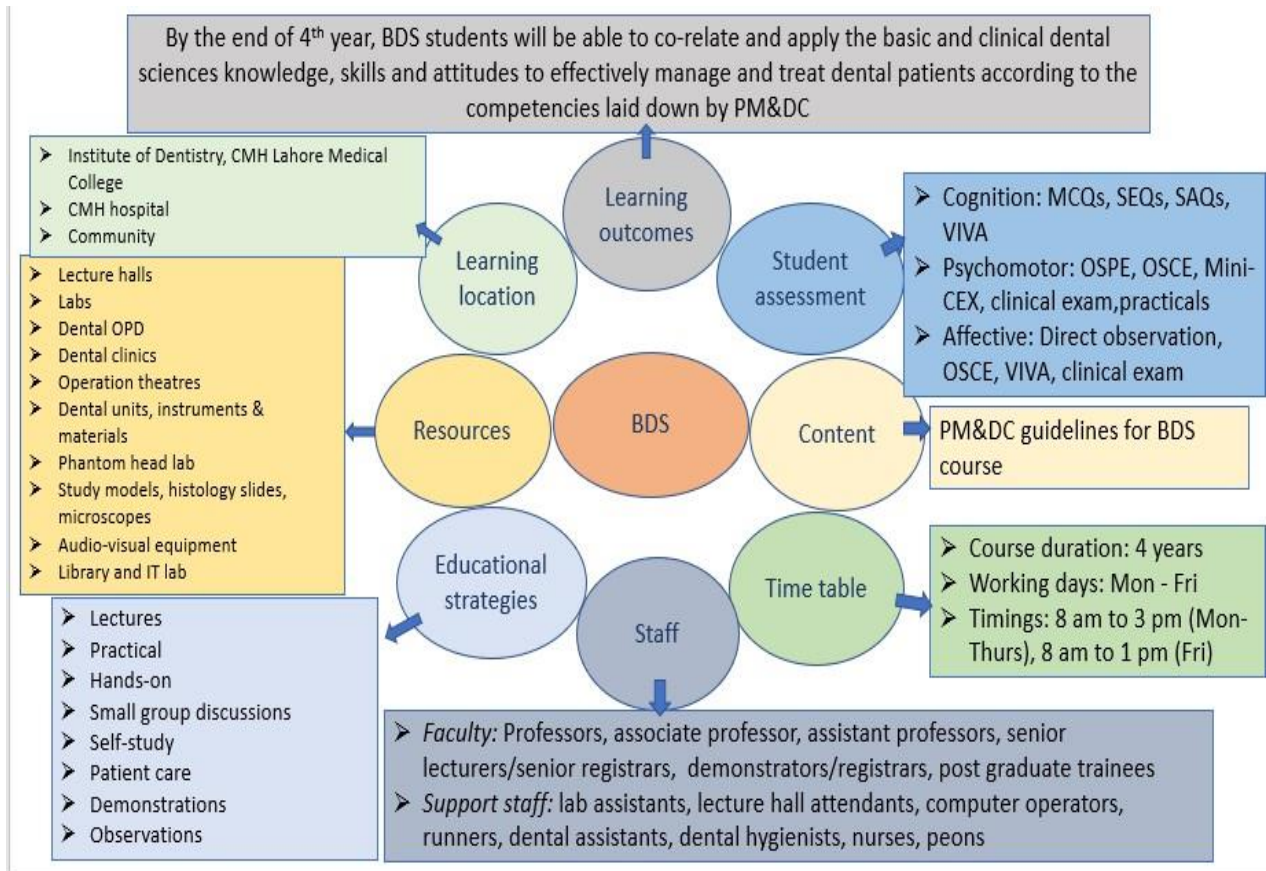 By the end of 4th year, BDS students will be able to co-relate and apply the basic and clinical dental
sciences knowledge, skills and attitudes to effectively manage and treat dental patients according to the
competencies laid down by PM&DC
➢ Institute of Dentistry, CMH Lahore Medical
College
➢ CMH hospital
➢ Community
Learning
outcomes
Learning
location
Student
assessment
➢ Cognition: MCQs, SEQs, SAQs,
VIVA
➢ Psychomotor: OSPE, OSCE, Mini-
CEX, clinical exam,practicals
➢ Affective: Direct observation,
OSCE, VIVA, clinical exam
➢ Lecture halls
➢ Labs
➢ Dental OPD
➢ Dental clinics
➢ Operation theatres
➢ Dental units, instruments &
materials
➢ Phantom head lab
➢ Study models, histology slides,
microscopes
➢ Audio-visual equipment
➢ Library and IT lab
Resources
BDS
Content
PM&DC guidelines for BDS
course
Educational
strategies
Staff
Time table
➢ Course duration: 4 years
➢ Working days: Mon - Fri
➢ Timings: 8 am to 3 pm (Mon-
Thurs), 8 am to 1 pm (Fri)
➢ Lectures
➢ Practical
➢ Hands-on
➢ Small group discussions
➢ Self-study
➢ Patient care
➢ Demonstrations
➢ Observations
➢ Faculty: Professors, associate professor, assistant professors, senior
lecturers/senior registrars, demonstrators/registrars, post graduate trainees
➢ Support staff: lab assistants, lecture hall attendants, computer operators,
runners, dental assistants, dental hygienists, nurses, peons